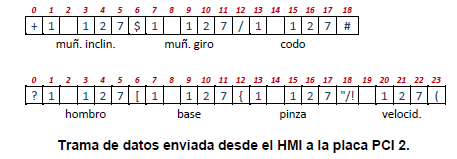 0 1 2 3 4 5 6 7 8 9 10 11 12 13 14 15 16 17 18
+ 1 1 2 7 $ 1 1 2 7 / 1 1 2 7 #
muñ. inclin. muñ. giro codo
0 1 2 3 4 5 6 7 8 9 10 11 12 13 14 15 16 17 18 19 20 21 22 23
? 1 1 2 7 [ 1 1 2 7 { 1 1 2 7 "/! 1 2 7 (
hombro base pinza velocid.
Trama de datos enviada desde el HMI a la placa PCI 2.